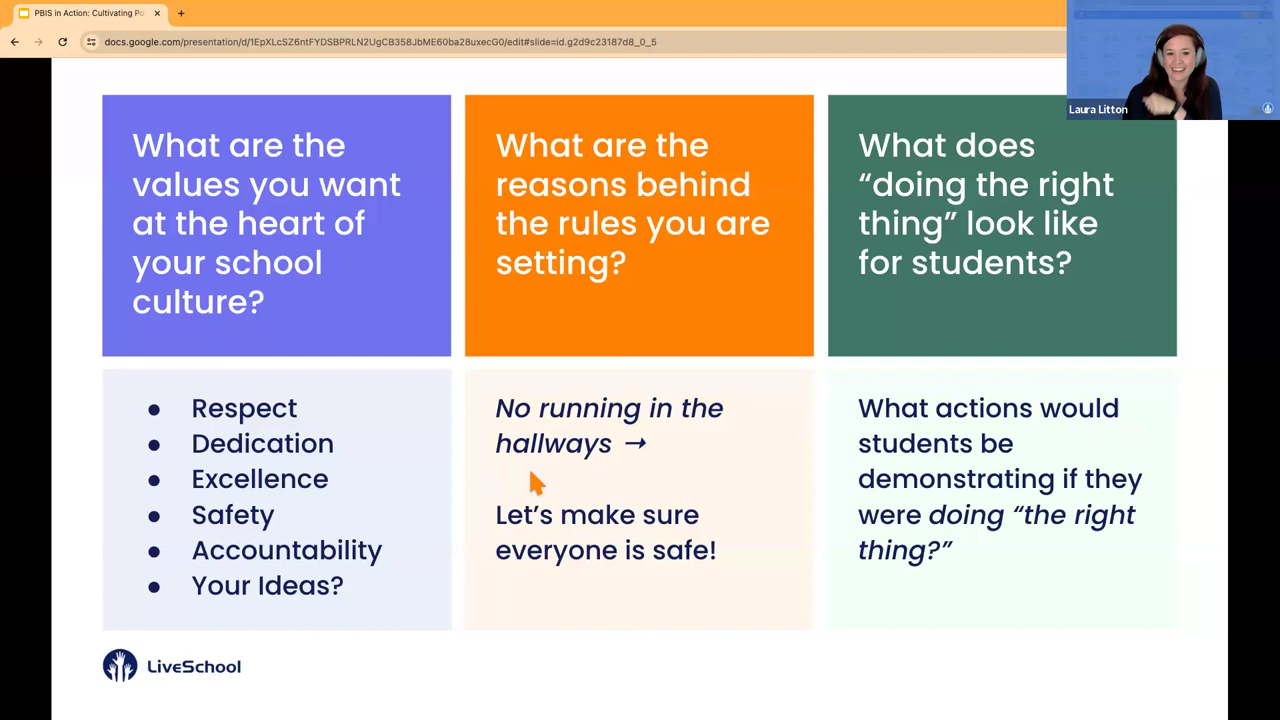 PBIS in Action: Cultivating Po
docs.google.com/presentation/d/1EpXLcSZ6ntFYDSBPRLN2UgCB358JbME60ba28uxecG0/edit#slide=id.g2d9c23187d8_0_5
Laura Litton
What are the
values you want
at the heart of
your school
culture?
What are the
reasons behind
the rules you are
setting?
What does
“doing the right
thing” look like
for students?
● Respect
● Dedication
● Excellence
● Safety
● Accountability
● Your Ideas?
No running in the
hallways →
Let’s make sure
everyone is safe!
What actions would
students be
demonstrating if they
were doing “the right
thing?”
LiveSchool